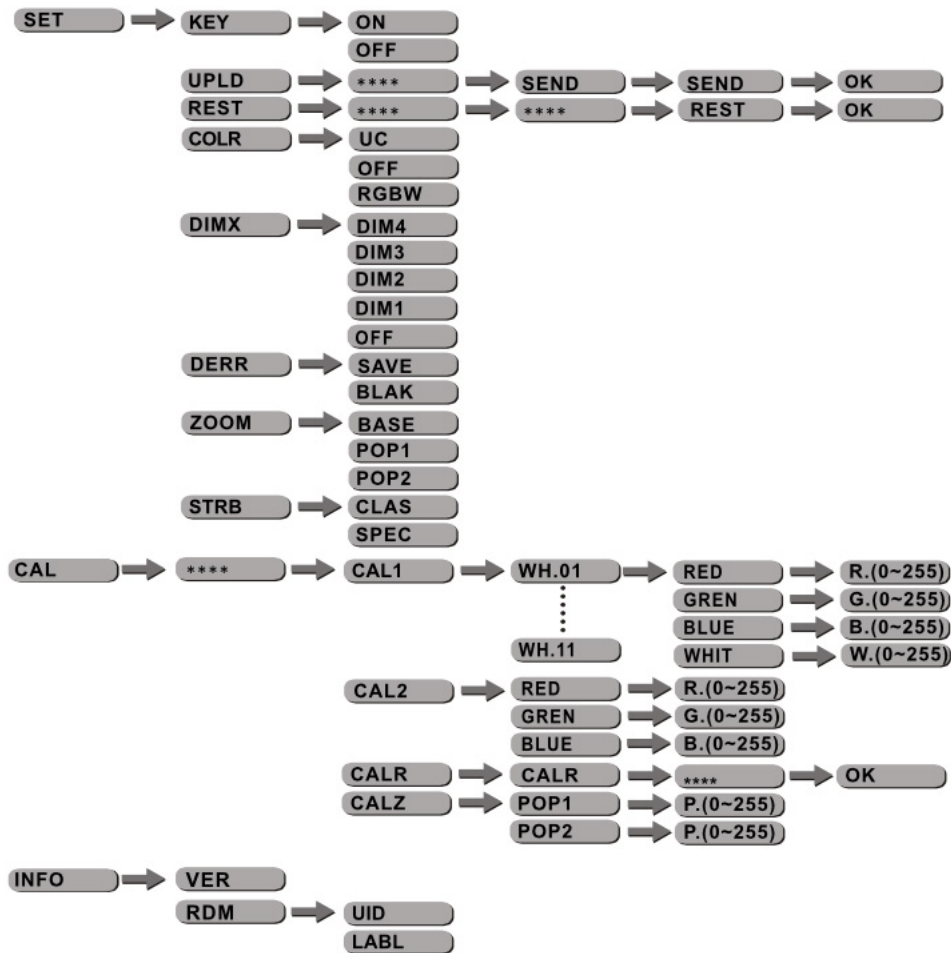 SET KEY ON
OFF
UPLD **** SEND SEND OK
REST **** **** REST OK
COLR UC
OFF
RGBW
DIMX DIM4
DIM3
DIM2
DIM1
OFF
DERR SAVE
BLAK
ZOOM BASE
POP1
POP2
STRB CLAS
SPEC
CAL **** CAL1 WH.01 RED R.(0~255)
GREN G.(0~255)
BLUE B.(0~255)
WH.11 WHIT W.(0~255)
CAL2 RED R.(0~255)
GREN G.(0~255)
BLUE B.(0~255)
CALR CALR **** OK
CALZ POP1 P.(0~255)
POP2 P.(0~255)
INFO VER
RDM UID
LABL